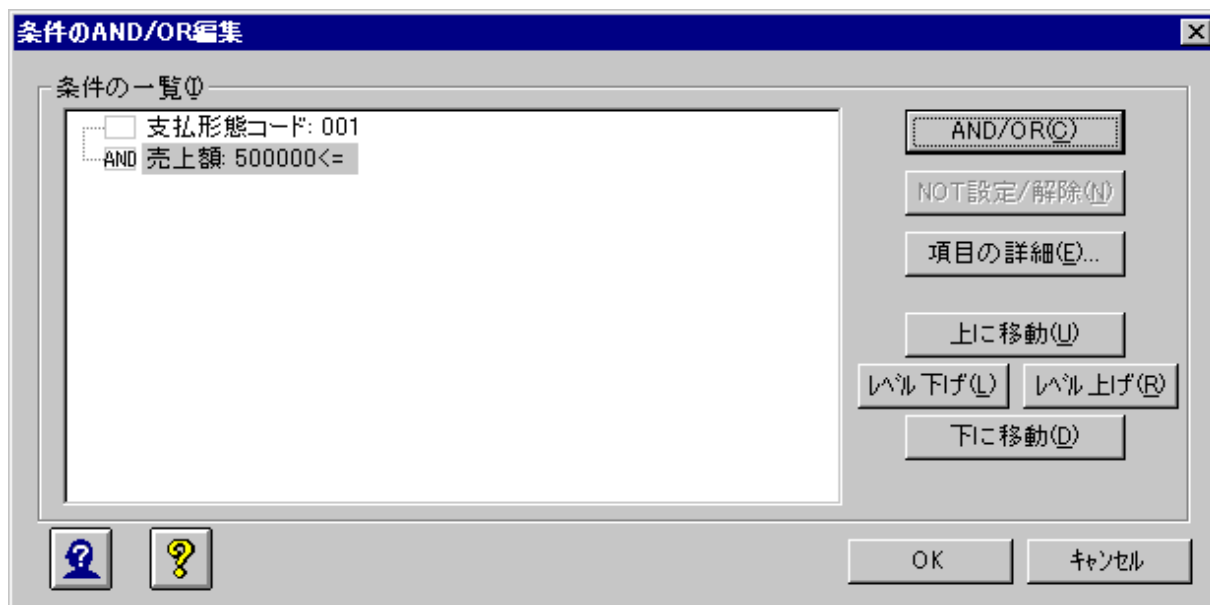 条件のAND/OR編集
条件の一覧(I)
支払形態コード: 001
AND 売上額: 500000<=
AND/OR(C)
NOT設定/解除(N)
項目の詳細(E)...
上に移動(U)
レベル下げ(L) レベル上げ(R)
下に移動(D)
OK キャンセル